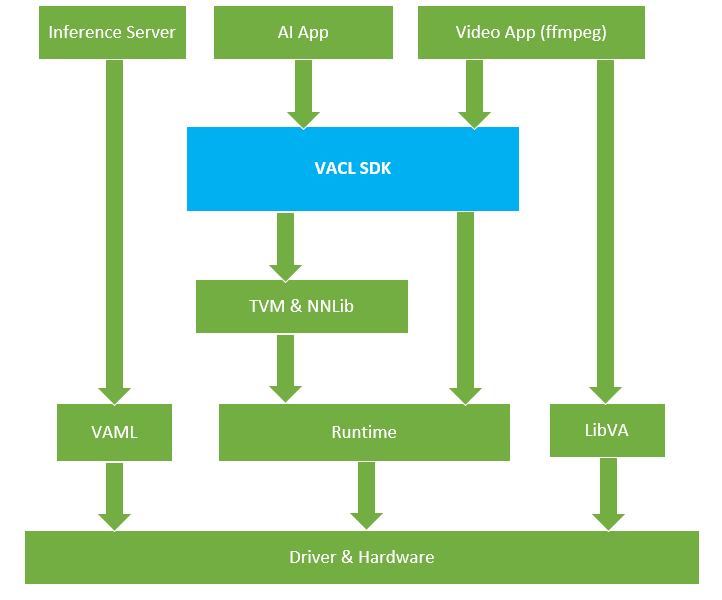 Inference Server
AI App
Video App (ffmpeg)
VACL SDK
TVM & NNLib
VAML
Runtime
LibVA
Driver & Hardware